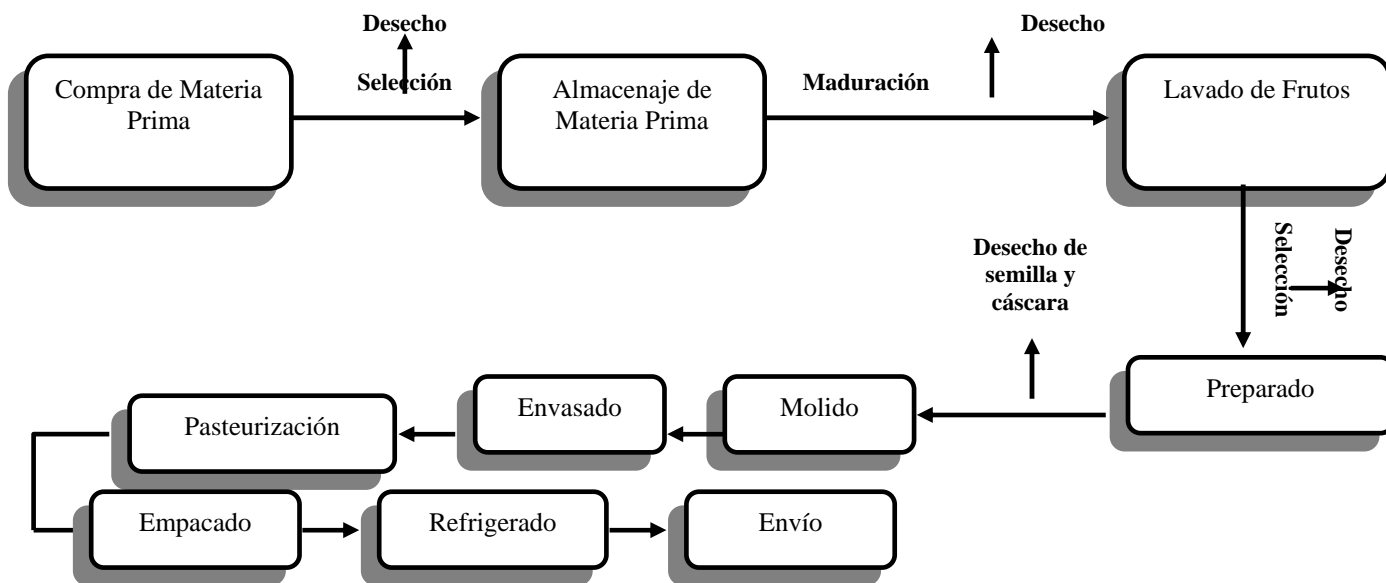 Desecho
Desecho
Compra de Materia
Prima
Selección
Almacenaje de
Materia Prima
Maduración
Lavado de Frutos
Selección
Desecho
Desecho de
semilla y
cáscara
Preparado
Molido
Envasado
Pasteurización
Empacado
Refrigerado
Envío